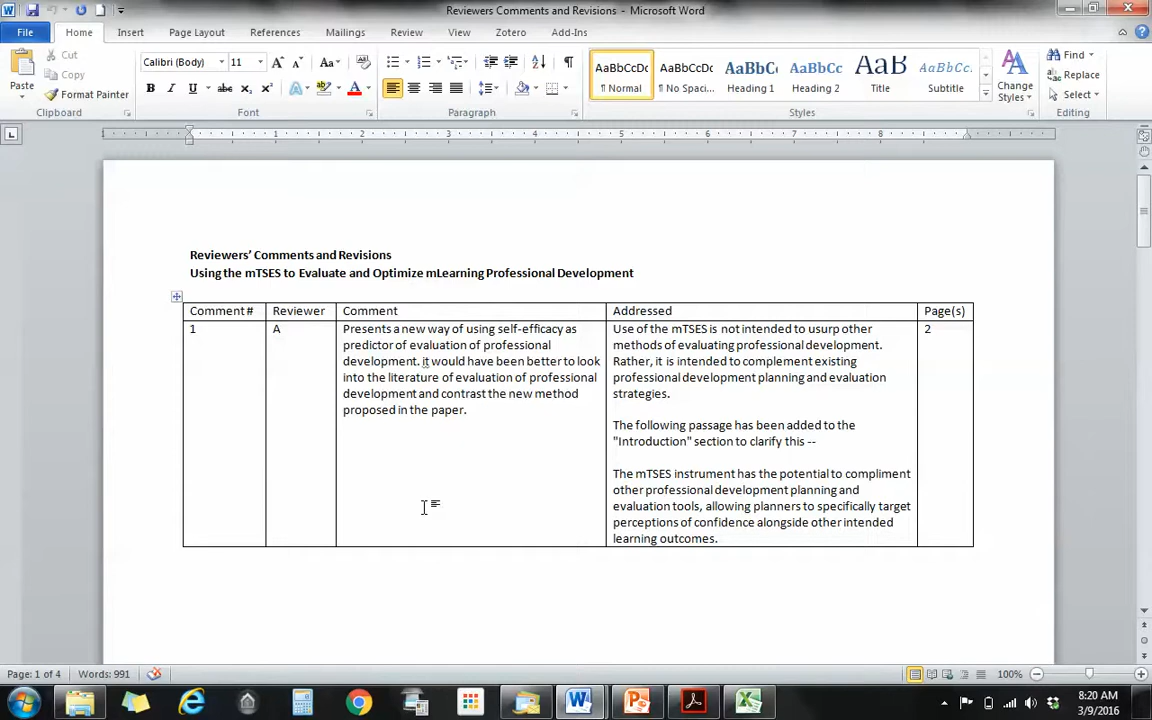 Reviewers Comments and Revisions - Microsoft Word
File Home Insert Page Layout References Mailings Review View Zotero Add-Ins
Paste
Cut
Copy
Format Painter
Clipboard
Calibri (Body) 11
Font
Paragraph
AaBbCcDc AaBbCcDc AaBbC AaBbCc AaB AaBbCc.
¶ Normal ¶ No Spaci... Heading 1 Heading 2 Title Subtitle
Change
Styles
Styles
Find
Replace
Select
Editing
1 2 3 4 5 6 7 8
Reviewers’ Comments and Revisions
Using the mTSES to Evaluate and Optimize mLearning Professional Development
Comment # Reviewer Comment Addressed Page(s)
1 A
Presents a new way of using self-efficacy as
predictor of evaluation of professional
development. it would have been better to look
into the literature of evaluation of professional
development and contrast the new method
proposed in the paper.
Use of the mTSES is not intended to usurp other
methods of evaluating professional development.
Rather, it is intended to complement existing
professional development planning and evaluation
strategies.
The following passage has been added to the
"Introduction" section to clarify this --
The mTSES instrument has the potential to compliment
other professional development planning and
evaluation tools, allowing planners to specifically target
perceptions of confidence alongside other intended
learning outcomes.
2
Page: 1 of 4 Words: 991 100%
8:20 AM
3/9/2016